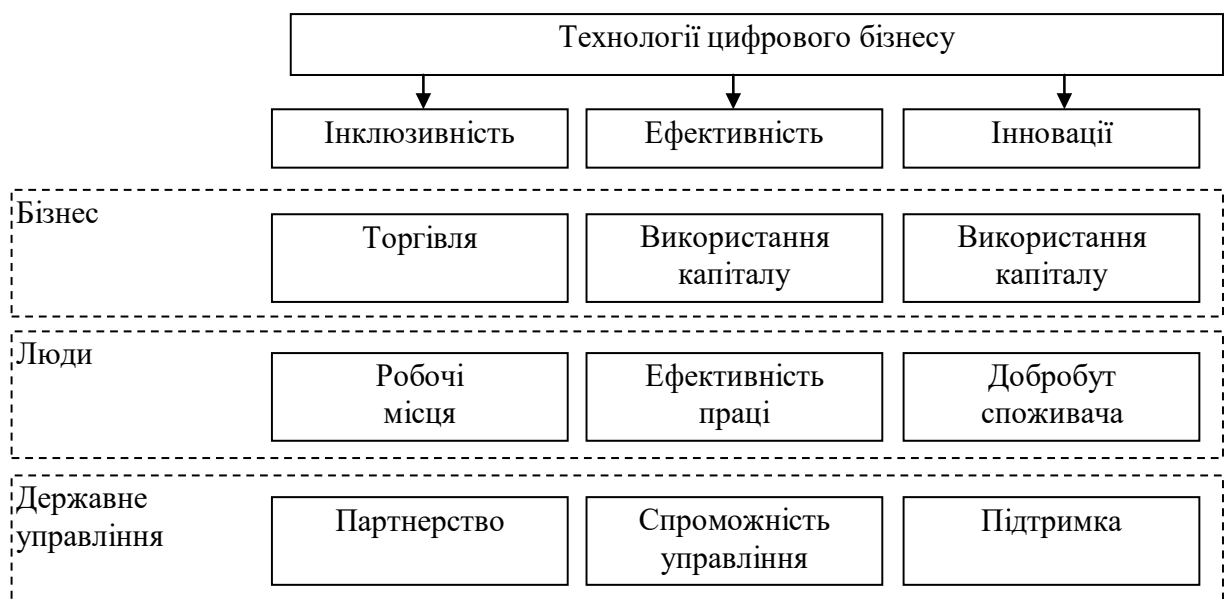 Технології цифрового бізнесу
Інклюзивність
Ефективність
Інновації
Бізнес
Торгівля
Використання
капіталу
Використання
капіталу
Люди
Робочі
місця
Ефективність
праці
Добробут
споживача
Державне
управління
Партнерство
Спроможність
управління
Підтримка